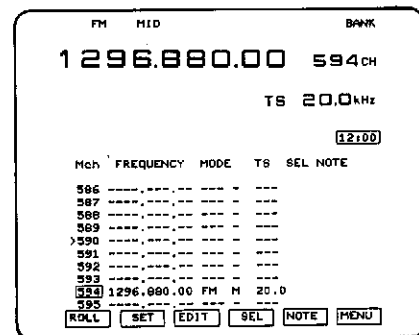 FM MID BANK
1296.880.00 594CH
TS 20.0kHz
12:00
Mch FREQUENCY MODE TS SEL NOTE
586 ----.---.-- --- - ---
587 ----.---.-- --- - ---
588 ----.---.-- --- - ---
589 ----.---.-- --- - ---
>590 ----.---.-- --- - ---
591 ----.---.-- --- - ---
592 ----.---.-- --- - ---
593 ----.---.-- --- - ---
594 1296.880.00 FM M 20.0
595 ----.---.-- --- - ---
ROLL SET EDIT SEL NOTE MENU